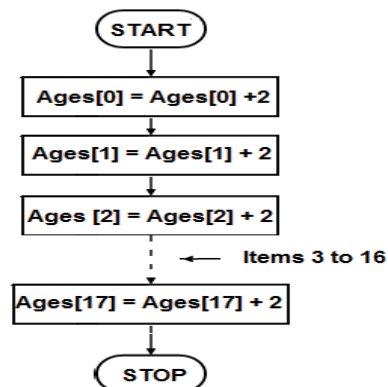 START
Ages[0] = Ages[0] +2
Ages[1] = Ages[1] + 2
Ages [2] = Ages[2] + 2
Items 3 to 16
Ages[17] = Ages[17] + 2
STOP